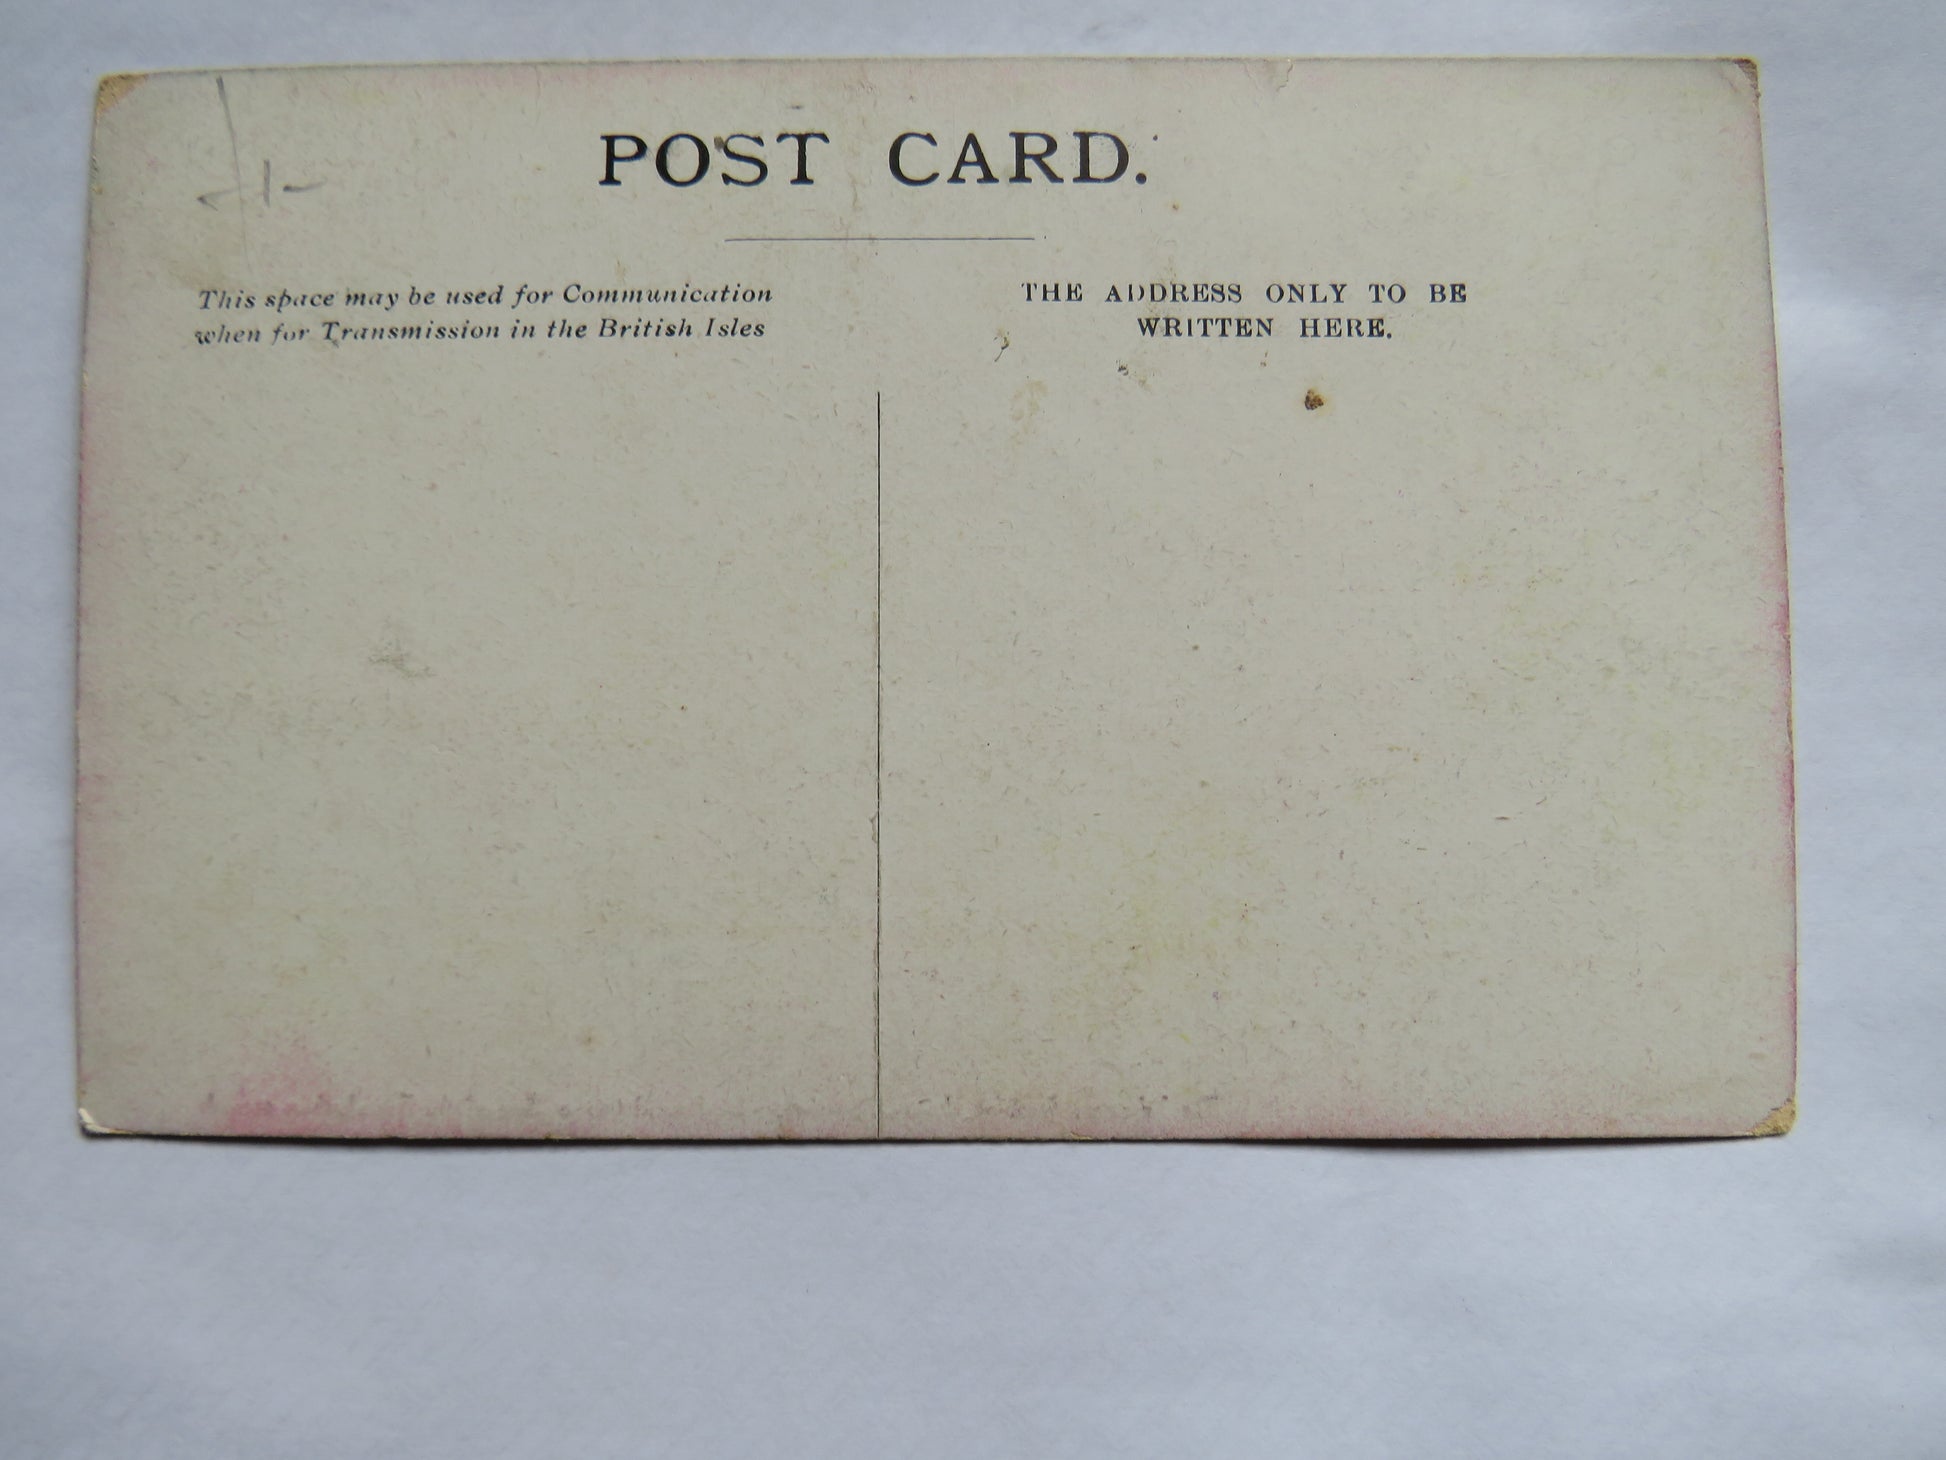 POST CARD.
This space may be used for Communication
when for Transmission in the British Isles
THE ADDRESS ONLY TO BE
WRITTEN HERE.